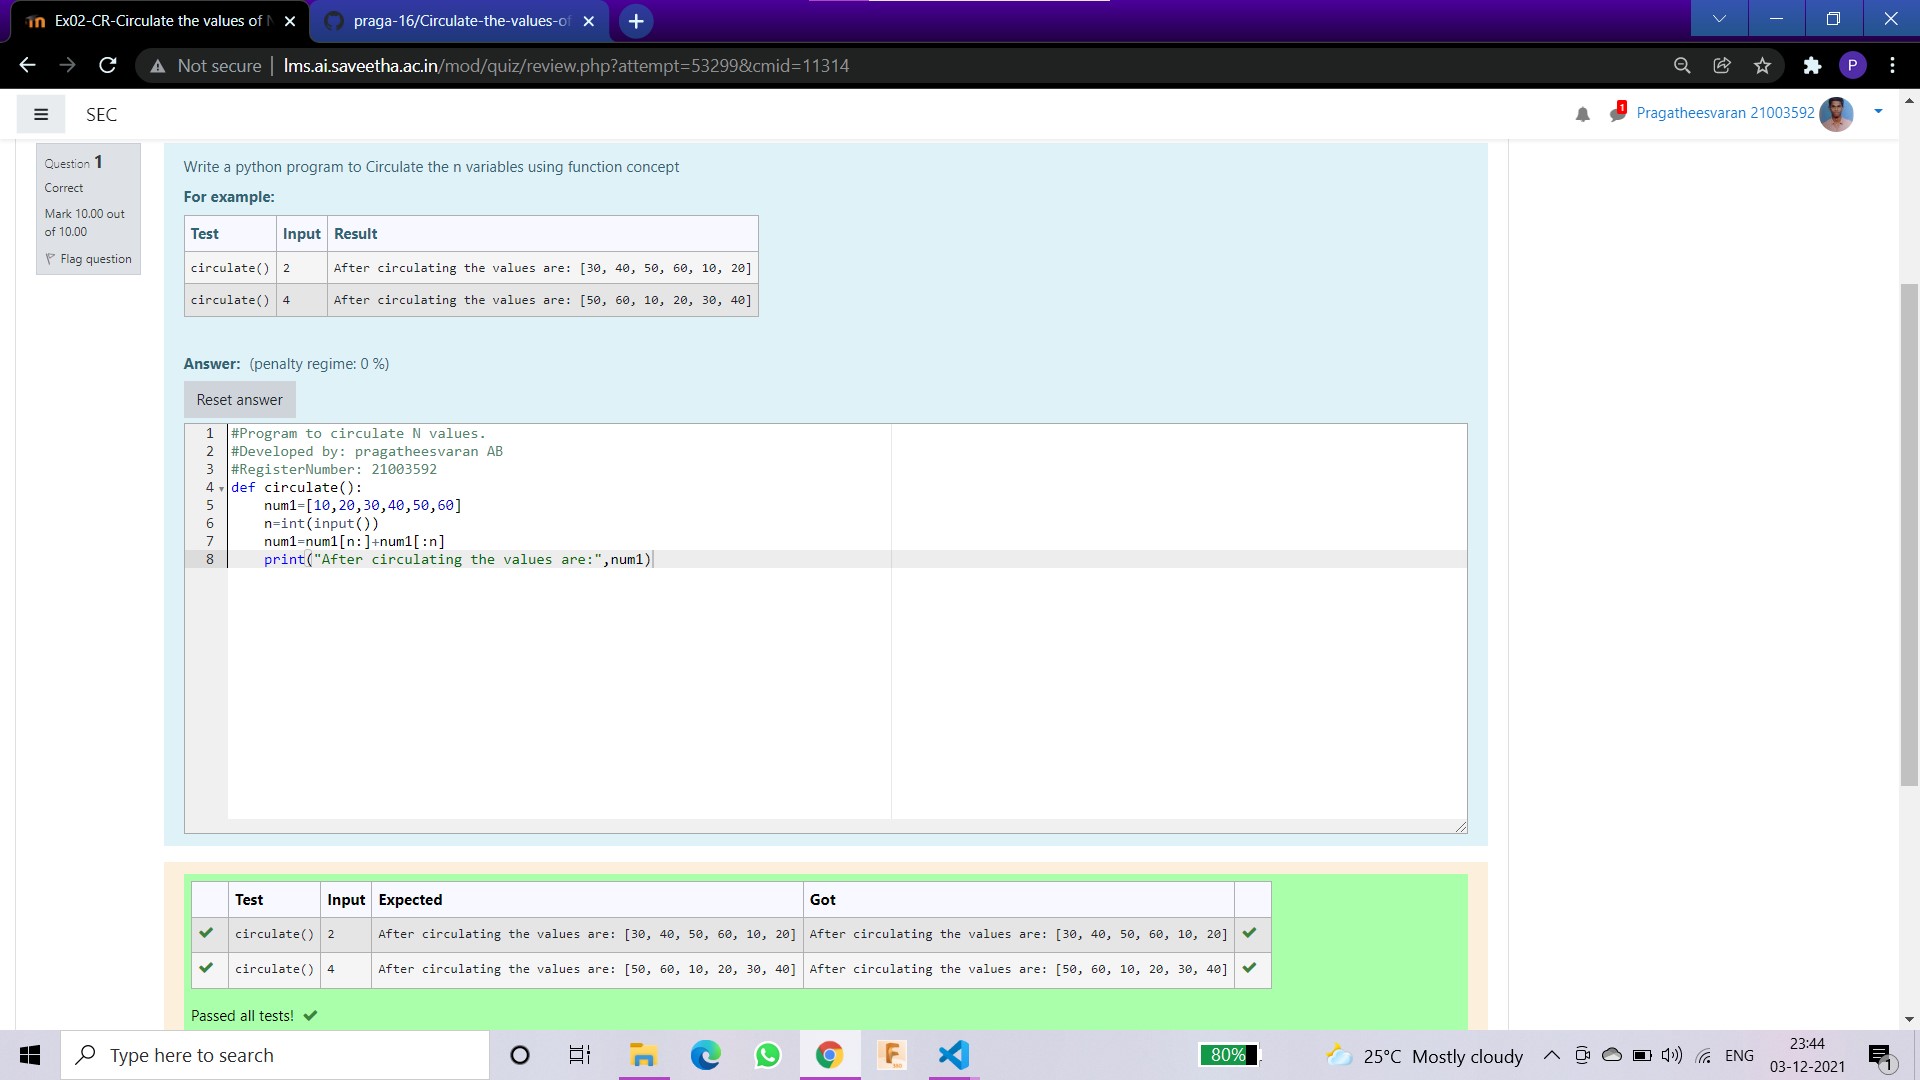 Ex02-CR-Circulate the values of N
praga-16/Circulate-the-values-of
Not secure | lms.ai.saveetha.ac.in/mod/quiz/review.php?attempt=53299&cmid=11314
P
SEC
1
Pragatheesvaran 21003592
Question 1
Correct
Mark 10.00 out
of 10.00
Flag question
Write a python program to Circulate the n variables using function concept
For example:
Test Input Result
circulate() 2 After circulating the values are: [30, 40, 50, 60, 10, 20]
circulate() 4 After circulating the values are: [50, 60, 10, 20, 30, 40]
Answer: (penalty regime: 0 %)
Reset answer
1 #Program to circulate N values.
2 #Developed by: pragatheesvaran AB
3 #RegisterNumber: 21003592
4 def circulate():
5 num1=[10,20,30,40,50,60]
6 n=int(input())
7 num1=num1[n:]+num1[:n]
8 print("After circulating the values are:",num1)
Test Input Expected Got
circulate() 2 After circulating the values are: [30, 40, 50, 60, 10, 20] After circulating the values are: [30, 40, 50, 60, 10, 20]
circulate() 4 After circulating the values are: [50, 60, 10, 20, 30, 40] After circulating the values are: [50, 60, 10, 20, 30, 40]
Passed all tests!
Type here to search
80%
25°C Mostly cloudy
ENG
23:44
03-12-2021
1